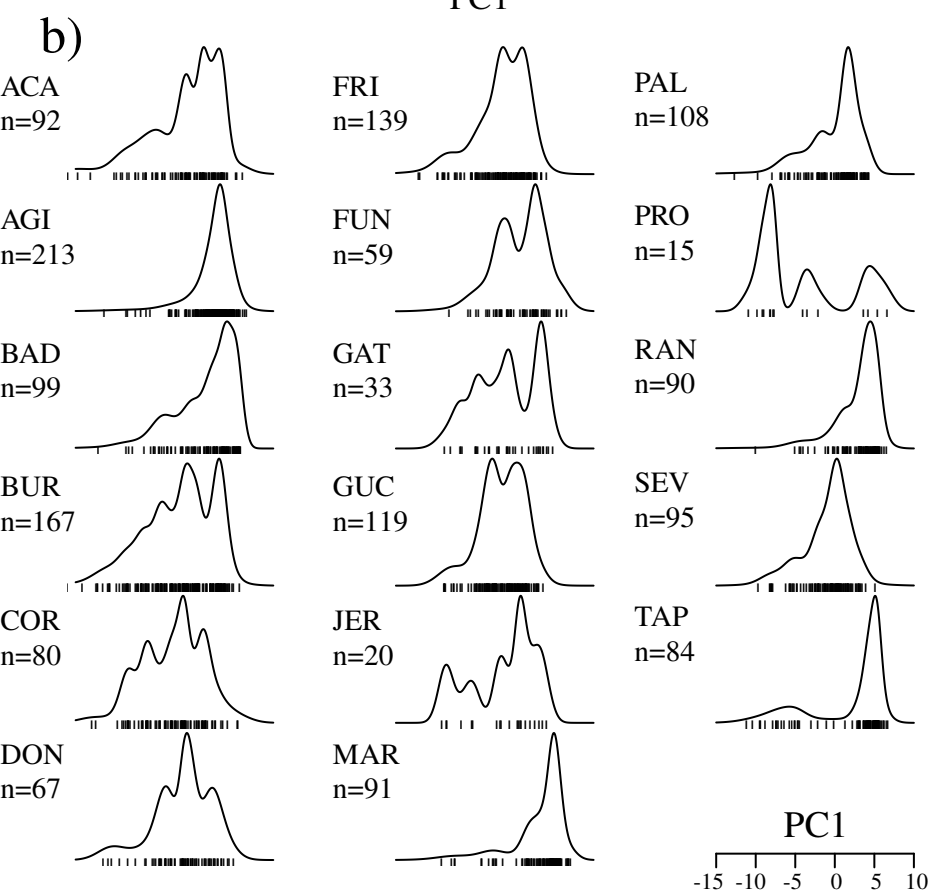 PC1
b)
ACA
n=92
AGI
n=213
BAD
n=99
BUR
n=167
COR
n=80
DON
n=67
FRI
n=139
FUN
n=59
GAT
n=33
GUC
n=119
JER
n=20
MAR
n=91
PAL
n=108
PRO
n=15
RAN
n=90
SEV
n=95
TAP
n=84
PC1
-15 -10 -5 0 5 10